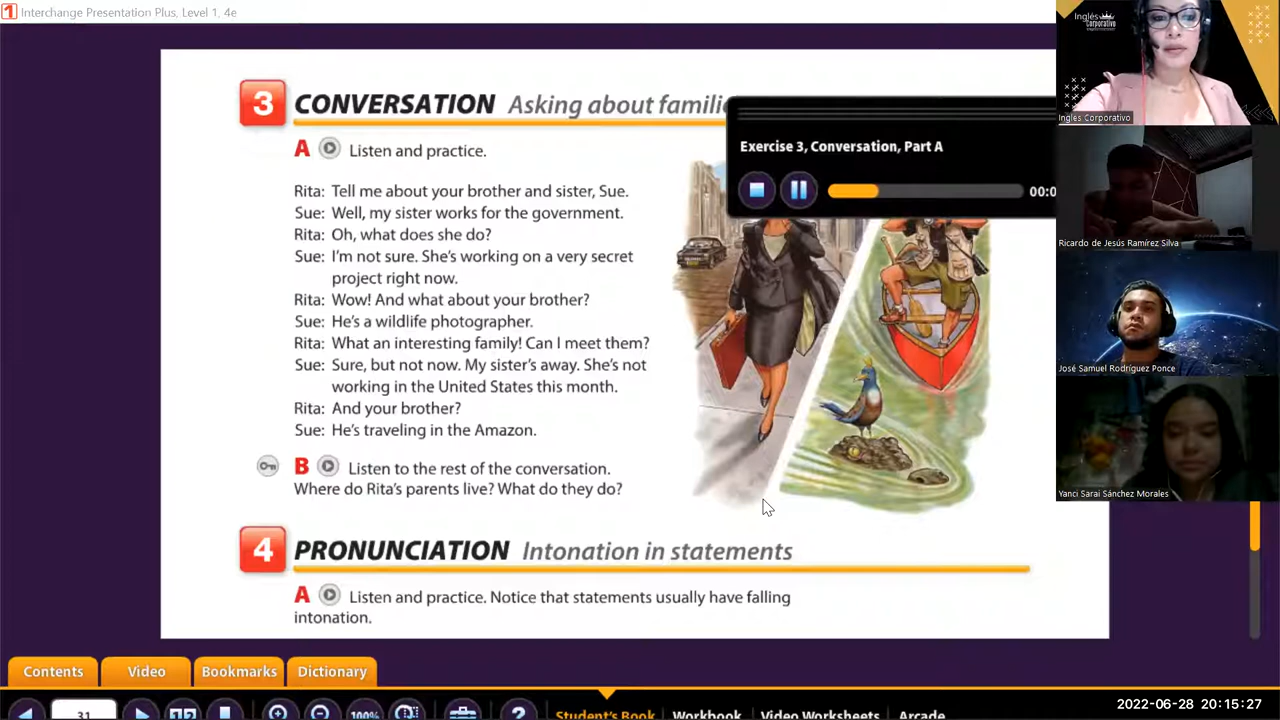 Interchange Presentation Plus, Level 1, 4e
3 CONVERSATION Asking about familie
A Listen and practice.
Rita: Tell me about your brother and sister, Sue.
Sue: Well, my sister works for the government.
Rita: Oh, what does she do?
Sue: I'm not sure. She's working on a very secret
project right now.
Rita: Wow! And what about your brother?
Sue: He's a wildlife photographer.
Rita: What an interesting family! Can I meet them?
Sue: Sure, but not now. My sister's away. She's not
working in the United States this month.
Rita: And your brother?
Sue: He's traveling in the Amazon.
B Listen to the rest of the conversation.
Where do Rita's parents live? What do they do?
4 PRONUNCIATION Intonation in statements
A Listen and practice. Notice that statements usually have falling
intonation.
Exercise 3, Conversation, Part A
00:0
Inglés
Corporativo
Ingles Corporativo
Ricardo de Jesús Ramírez Silva
José Samuel Rodríguez Ponce
Yanci Sarai Sánchez Morales
Contents
Video
Bookmarks
Dictionary
31
100%
?
Student's Book
Workbook
Video Worksheets
Arcade
2022-06-28 20:15:27